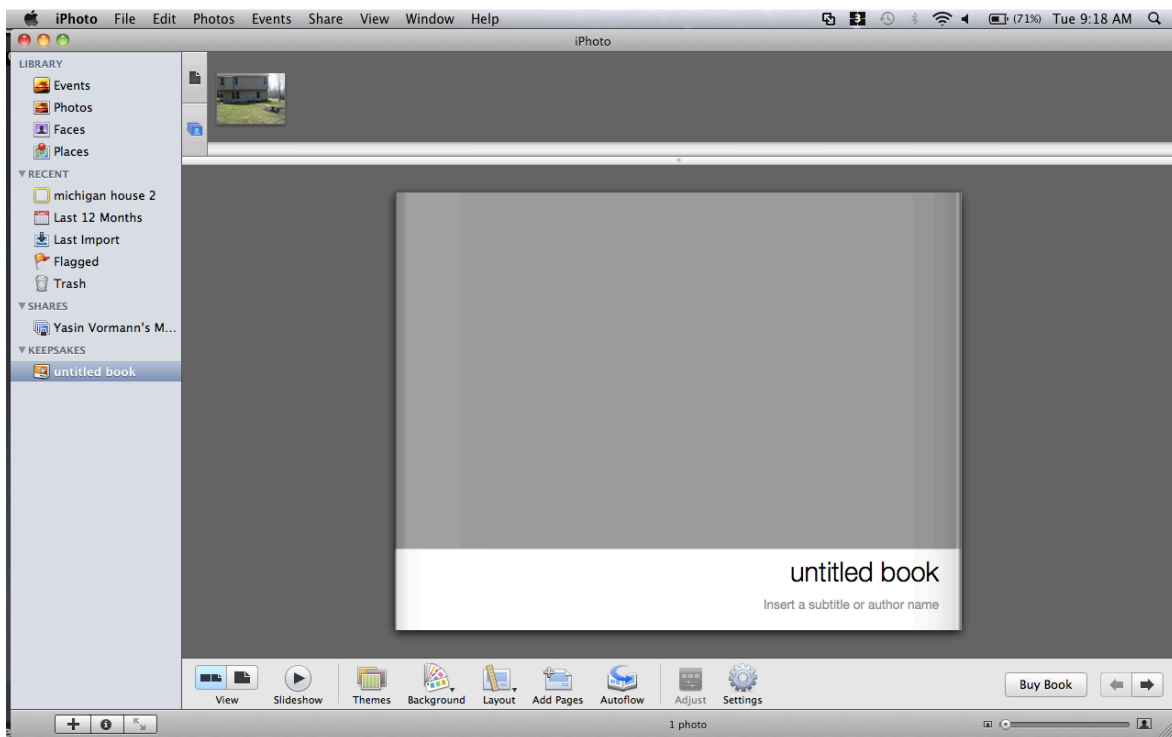 iPhoto File Edit Photos Events Share View Window Help 3 (71%) Tue 9:18 AM
iPhoto
LIBRARY
Events
Photos
Faces
Places
RECENT
michigan house 2
Last 12 Months
Last Import
Flagged
Trash
SHARES
Yasin Vormann's M...
KEEPSAKES
untitled book
untitled book
Insert a subtitle or author name
View Slideshow Themes Background Layout Add Pages Autoflow Adjust Settings Buy Book
1 photo